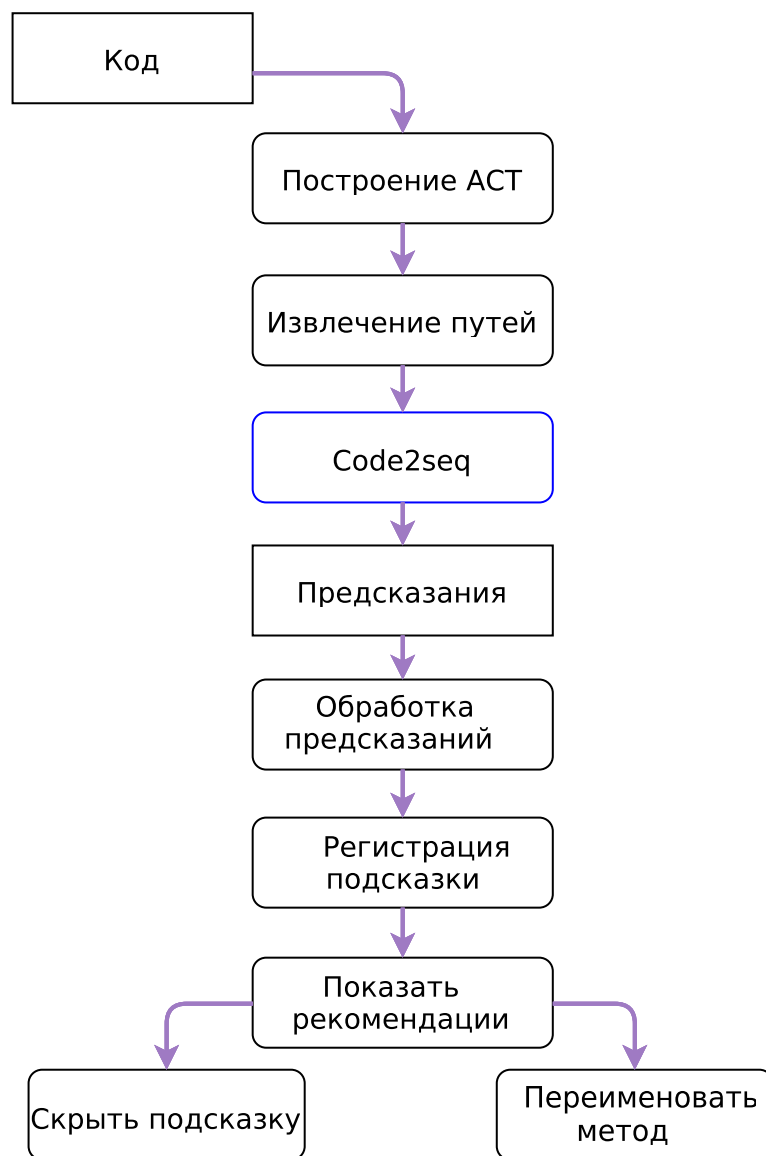 Код
Построение АСТ
Извлечение путей
Code2seq
Предсказания
Обработка
предсказаний
Регистрация
подсказки
Показать
рекомендации
Скрыть подсказку
Переименовать
метод